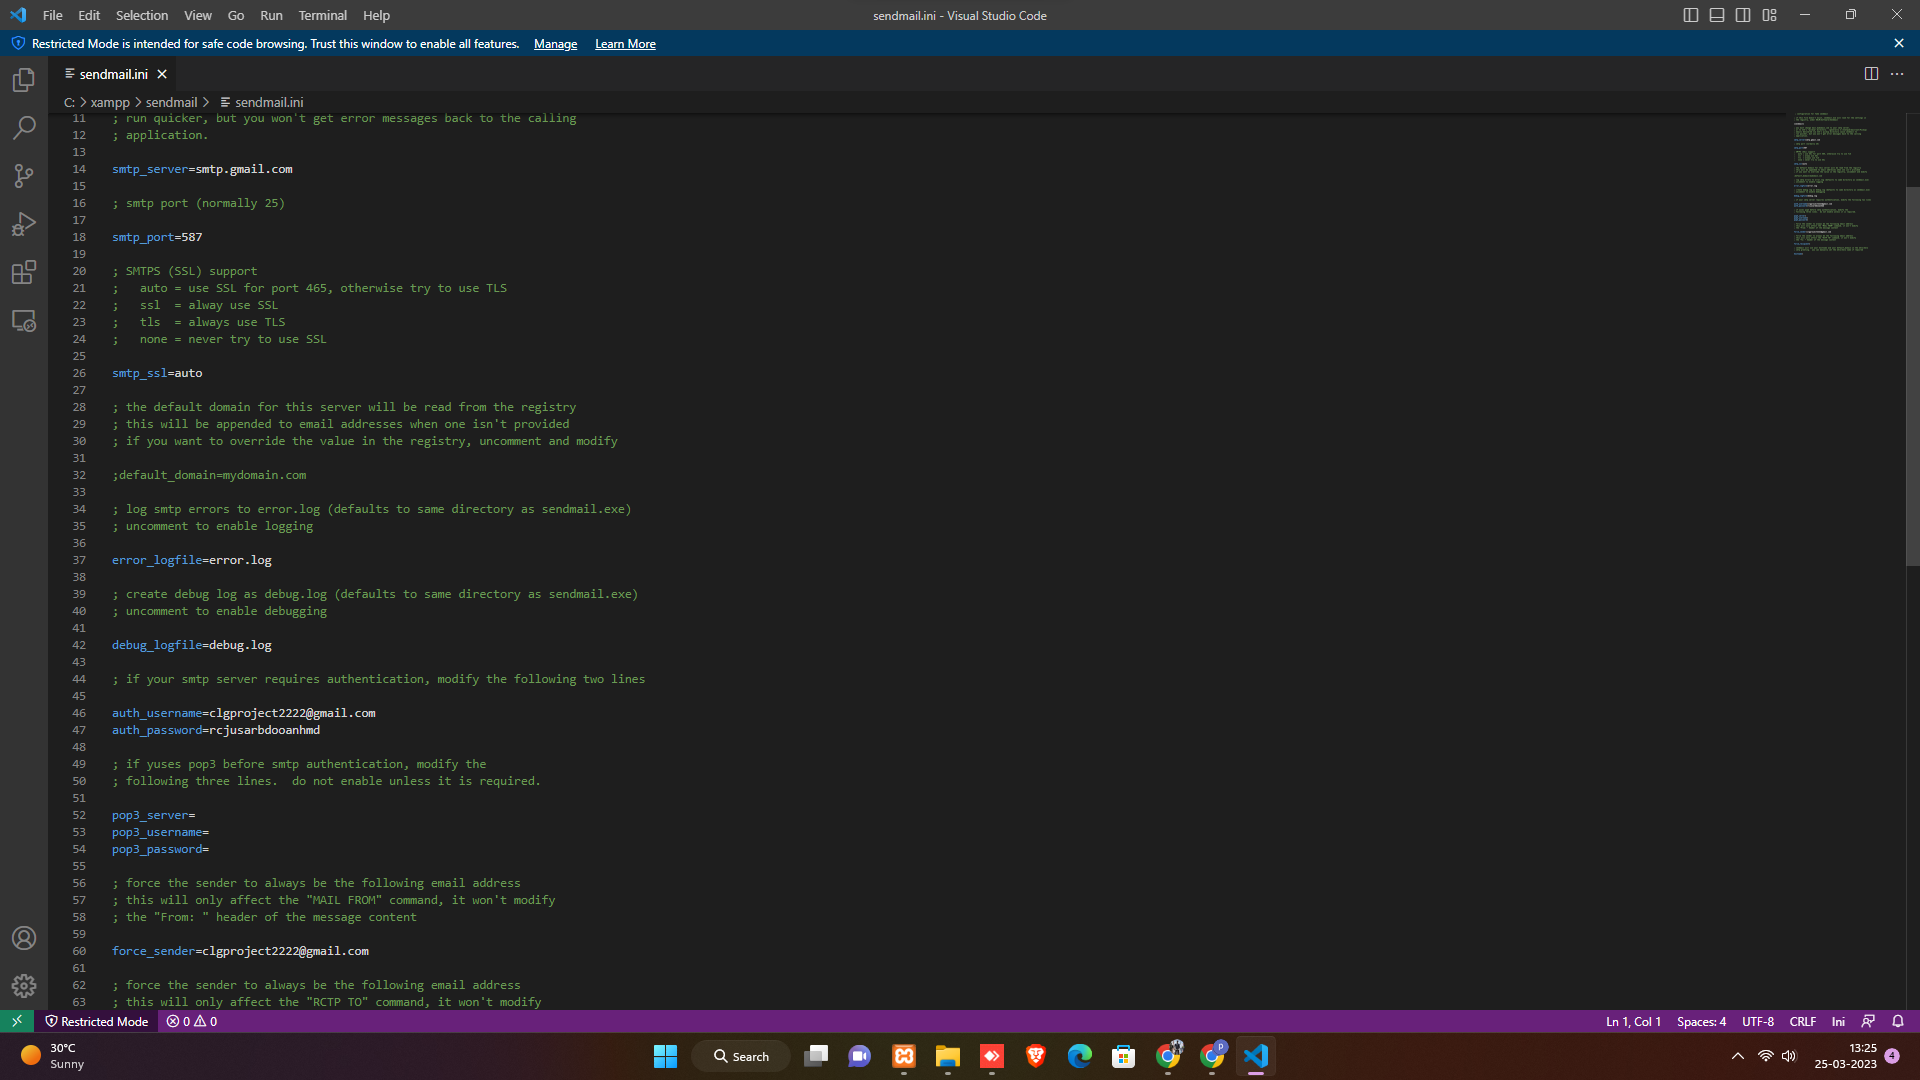 File Edit Selection View Go Run Terminal Help
sendmail.ini - Visual Studio Code
Restricted Mode is intended for safe code browsing. Trust this window to enable all features. Manage Learn More
sendmail.ini
C: > xampp > sendmail > sendmail.ini
11 ; run quicker, but you won't get error messages back to the calling
12 ; application.
13
14 smtp_server=smtp.gmail.com
15
16 ; smtp port (normally 25)
17
18 smtp_port=587
19
20 ; SMTPS (SSL) support
21 ;   auto = use SSL for port 465, otherwise try to use TLS
22 ;   ssl  = alway use SSL
23 ;   tls  = always use TLS
24 ;   none = never try to use SSL
25
26 smtp_ssl=auto
27
28 ; the default domain for this server will be read from the registry
29 ; this will be appended to email addresses when one isn't provided
30 ; if you want to override the value in the registry, uncomment and modify
31
32 ;default_domain=mydomain.com
33
34 ; log smtp errors to error.log (defaults to same directory as sendmail.exe)
35 ; uncomment to enable logging
36
37 error_logfile=error.log
38
39 ; create debug log as debug.log (defaults to same directory as sendmail.exe)
40 ; uncomment to enable debugging
41
42 debug_logfile=debug.log
43
44 ; if your smtp server requires authentication, modify the following two lines
45
46 auth_username=clgproject2222@gmail.com
47 auth_password=rcjusarbdooanhmd
48
49 ; if yuses pop3 before smtp authentication, modify the
50 ; following three lines.  do not enable unless it is required.
51
52 pop3_server=
53 pop3_username=
54 pop3_password=
55
56 ; force the sender to always be the following email address
57 ; this will only affect the "MAIL FROM" command, it won't modify
58 ; the "From: " header of the message content
59
60 force_sender=clgproject2222@gmail.com
61
62 ; force the sender to always be the following email address
63 ; this will only affect the "RCTP TO" command, it won't modify
Restricted Mode 0 0 Ln 1, Col 1 Spaces: 4 UTF-8 CRLF Ini
30°C
Sunny
Search
13:25
25-03-2023
4